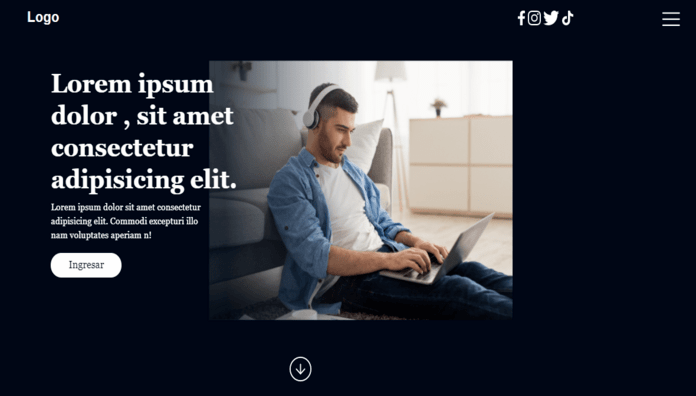 Logo
Lorem ipsum
dolor , sit amet
consectetur
adipisicing elit.
Lorem ipsum dolor sit amet consectetur
adipisicing elit. Commodi excepturi illo
nam voluptates aperiam n!
Ingresar